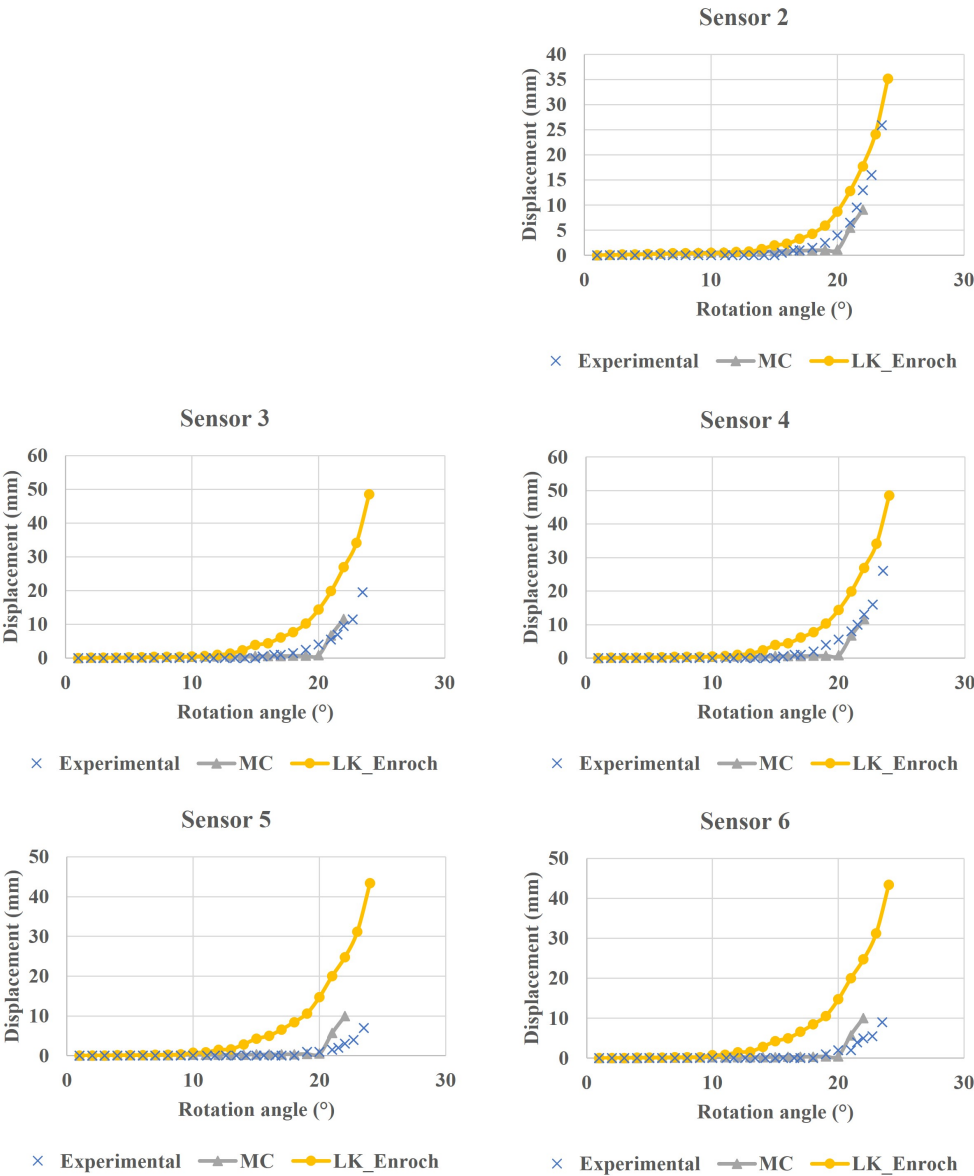 Sensor 2
Displacement (mm)
40
35
30
25
20
15
10
5
0
0 10 20 30
Rotation angle (°)
Experimental MC LK_Enroch
Sensor 3
Displacement (mm)
60
50
40
30
20
10
0
0 10 20 30
Rotation angle (°)
Experimental MC LK_Enroch
Sensor 4
Displacement (mm)
60
50
40
30
20
10
0
0 10 20 30
Rotation angle (°)
Experimental MC LK_Enroch
Sensor 5
Displacement (mm)
50
40
30
20
10
0
0 10 20 30
Rotation angle (°)
Experimental MC LK_Enroch
Sensor 6
Displacement (mm)
50
40
30
20
10
0
0 10 20 30
Rotation angle (°)
Experimental MC LK_Enroch